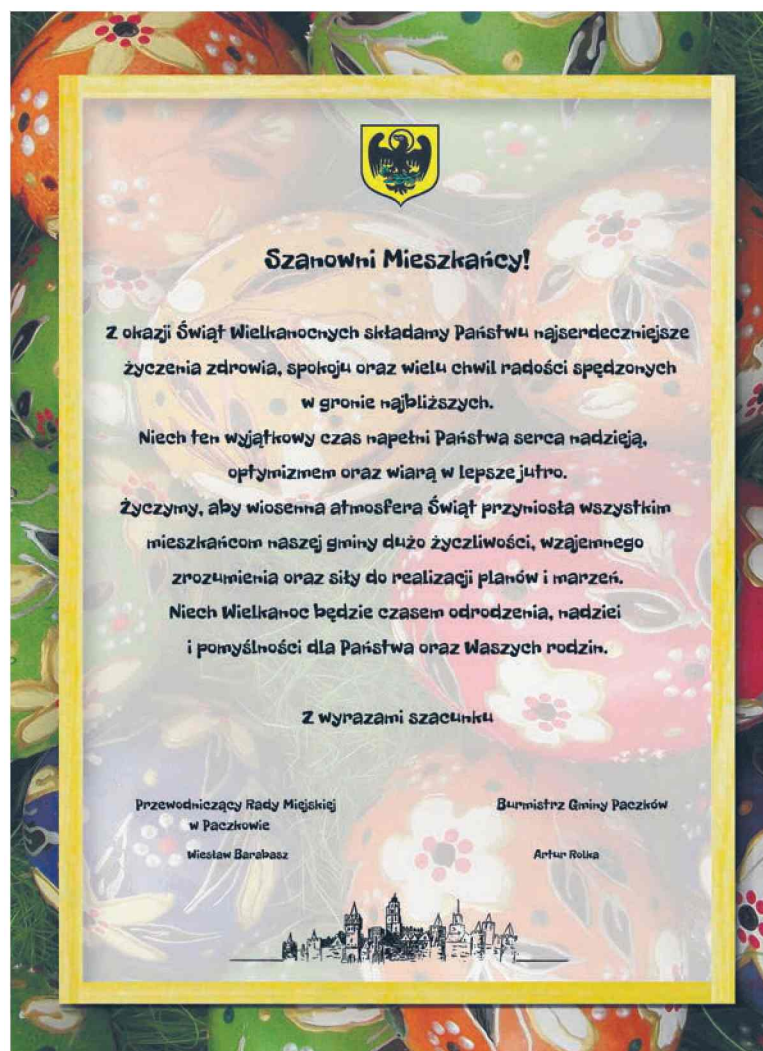 Szanowni Mieszkańcy!
Z okazji Świąt Wielkanocnych składamy Państwu najserdeczniejsze
życzenia zdrowia, spokoju oraz wielu chwil radości spędzonych
w gronie najbliższych.
Niech ten wyjątkowy czas napełni Państwa serca nadzieją,
optymizmem oraz wiarą w lepsze jutro.
Życzymy, aby wiosenna atmosfera Świąt przyniosła wszystkim
mieszkańcom naszej gminy dużo życzliwości, wzajemnego
zrozumienia oraz siły do realizacji planów i marzeń.
Niech Wielkanoc będzie czasem odrodzenia, nadziei
i pomyślności dla Państwa oraz Waszych rodzin.
Z wyrazami szacunku
Przewodniczący Rady Miejskiej
w Paczkowie
Wiesław Barabasz
Burmistrz Gminy Paczków
Artur Rolka